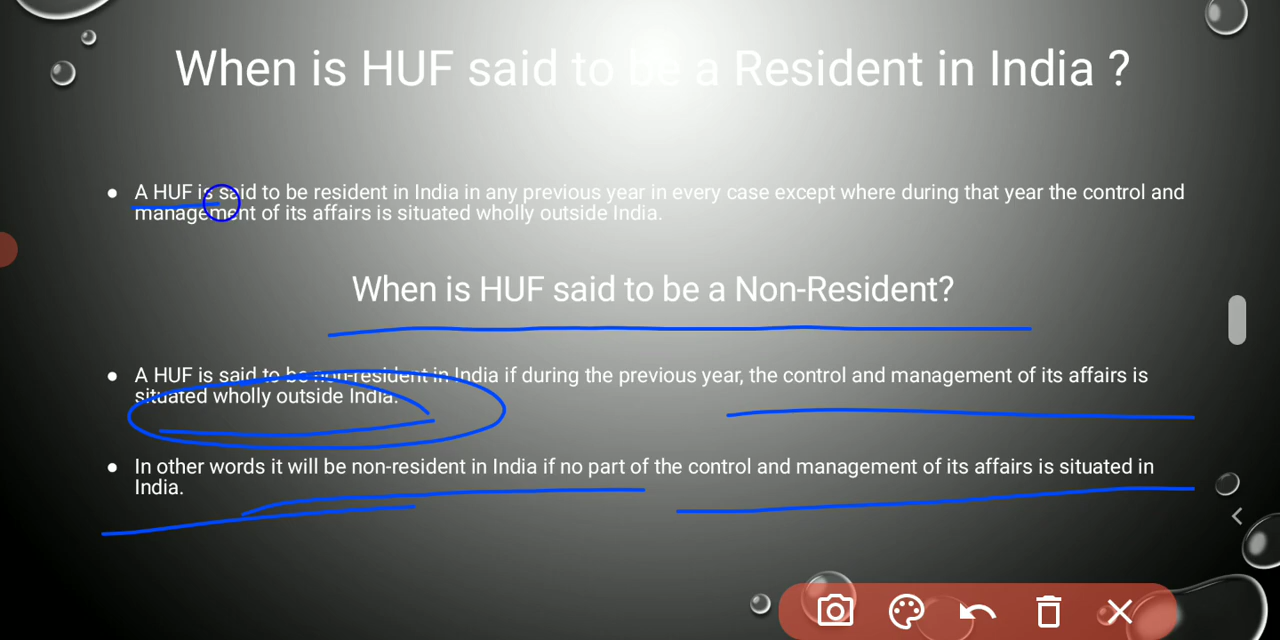 When is HUF said to be a Resident in India ?
● A HUF is said to be resident in India in any previous year in every case except where during that year the control and
management of its affairs is situated wholly outside India.
When is HUF said to be a Non-Resident?
● A HUF is said to be non-resident in India if during the previous year, the control and management of its affairs is
situated wholly outside India.
● In other words it will be non-resident in India if no part of the control and management of its affairs is situated in
India.